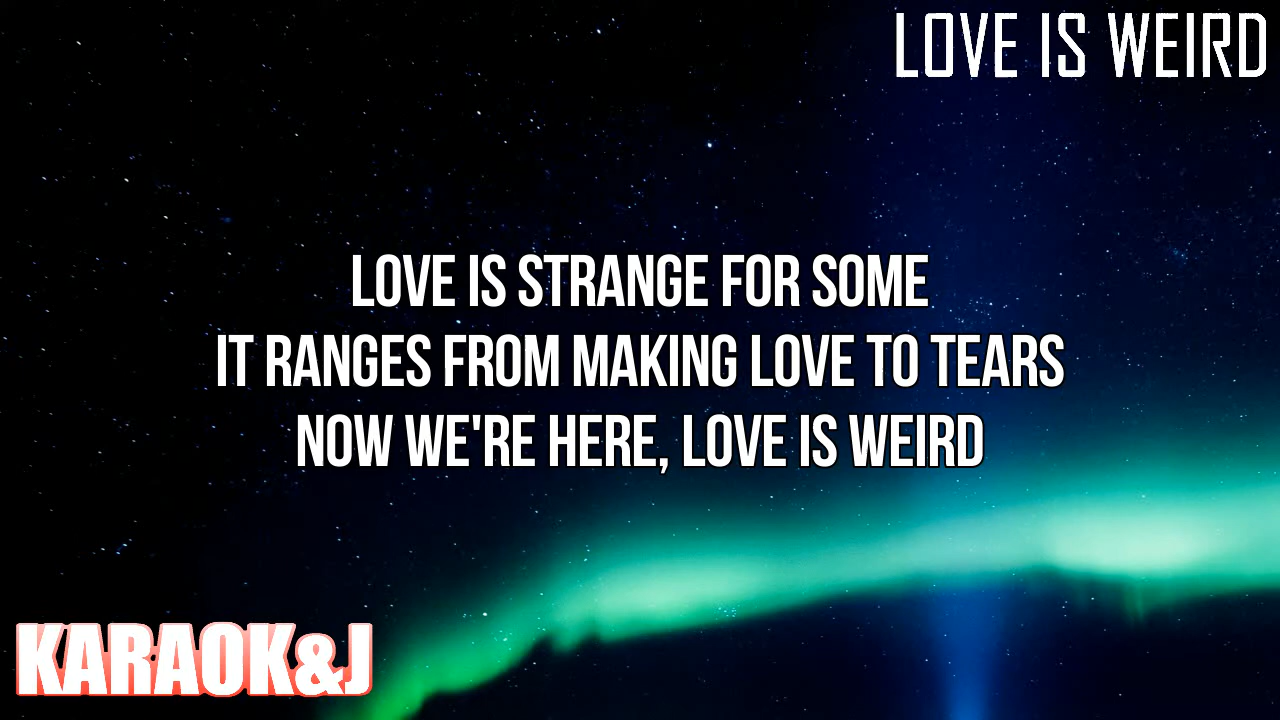 LOVE IS WEIRD
LOVE IS STRANGE FOR SOME
IT RANGES FROM MAKING LOVE TO TEARS
NOW WE'RE HERE, LOVE IS WEIRD
KARAOK&J